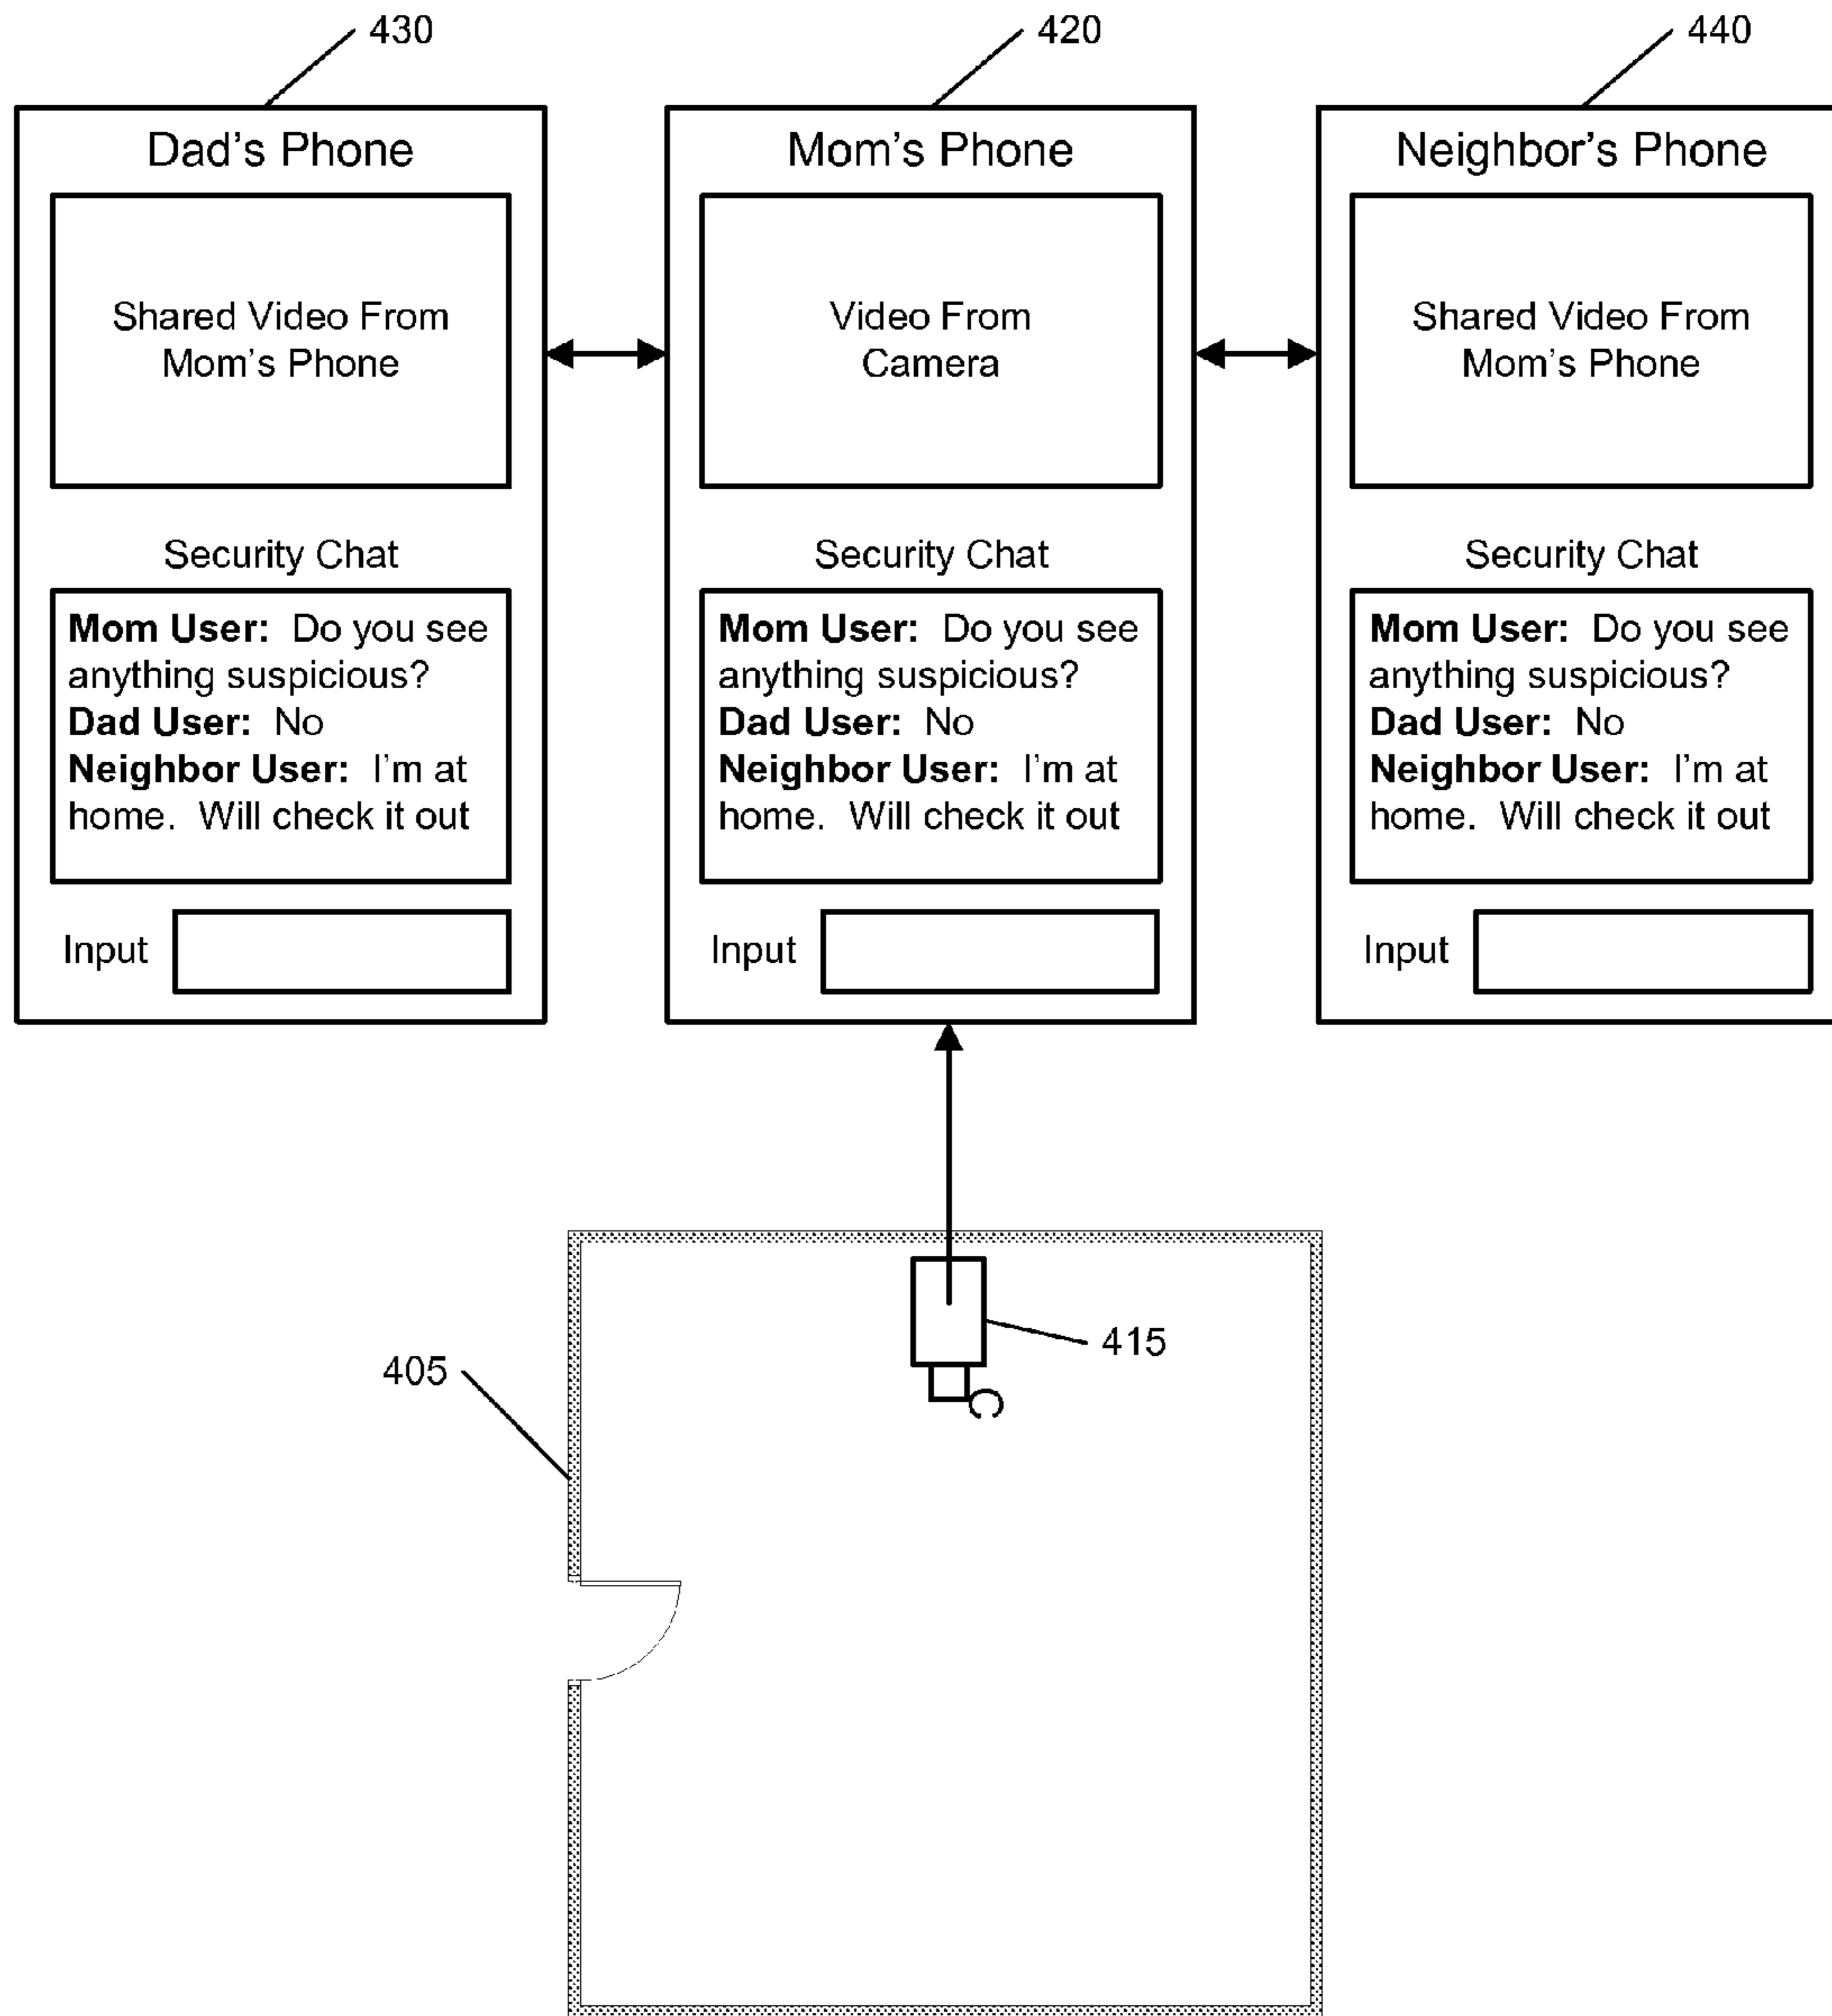 430
420
440
Dad's Phone
Shared Video From
Mom's Phone
Security Chat
Mom User: Do you see
anything suspicious?
Dad User: No
Neighbor User: I'm at
home. Will check it out
Input
Mom's Phone
Video From
Camera
Security Chat
Mom User: Do you see
anything suspicious?
Dad User: No
Neighbor User: I'm at
home. Will check it out
Input
Neighbor's Phone
Shared Video From
Mom's Phone
Security Chat
Mom User: Do you see
anything suspicious?
Dad User: No
Neighbor User: I'm at
home. Will check it out
Input
415
405